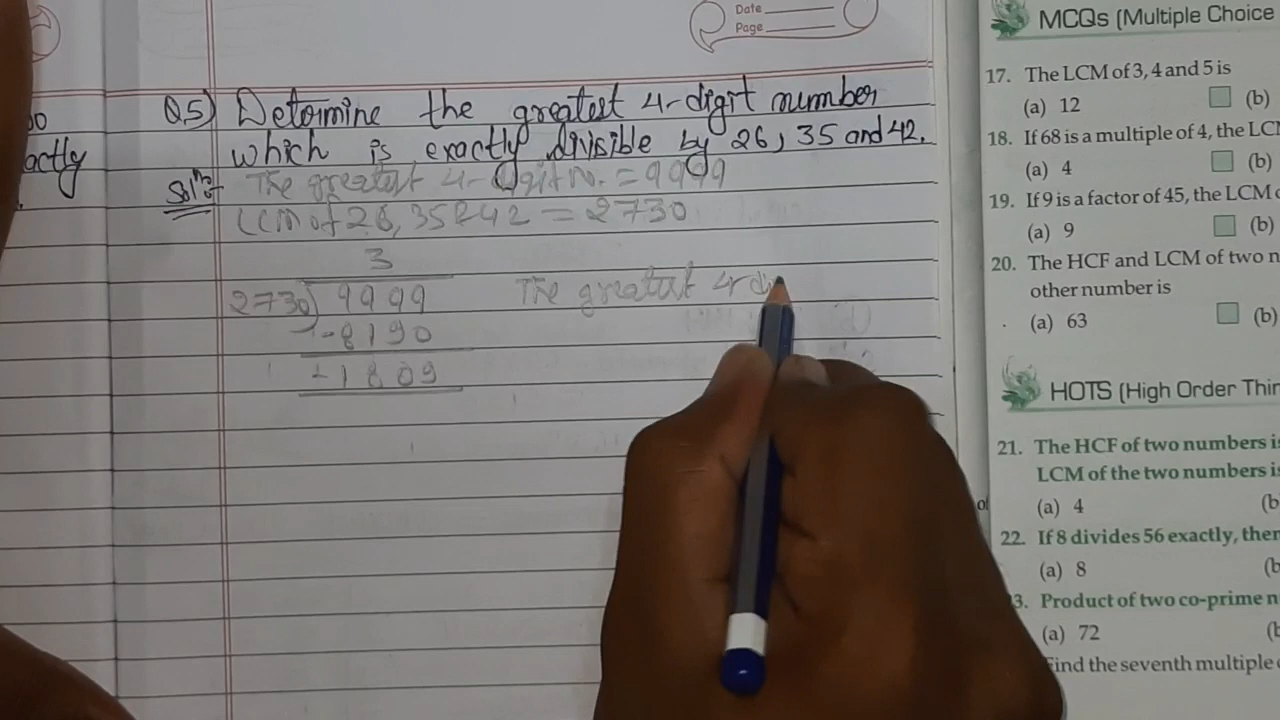 Date
Page
Q.5) Determine the greatest 4-digit number
which is exactly divisible by 26, 35 and 42.
actly
Solnof The greatest 4-digit No. = 9999
LCM of 26, 35 & 42 = 2730
3
2730) 9999
-8190
-1809
The greatest 4 di
MCQs (Multiple Choice
17. The LCM of 3, 4 and 5 is
(a) 12 (b)
18. If 68 is a multiple of 4, the LC
(a) 4 (b)
19. If 9 is a factor of 45, the LCM
(a) 9 (b)
20. The HCF and LCM of two n
other number is
(a) 63 (b)
HOTS (High Order Thin
21. The HCF of two numbers i
LCM of the two numbers i
(a) 4 (b
22. If 8 divides 56 exactly, then
(a) 8 (b
3. Product of two co-prime n
(a) 72 (b
Find the seventh multiple